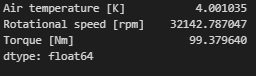 Air temperature [K]           4.001035
Rotational speed [rpm]    32142.787047
Torque [Nm]                  99.379640
dtype: float64